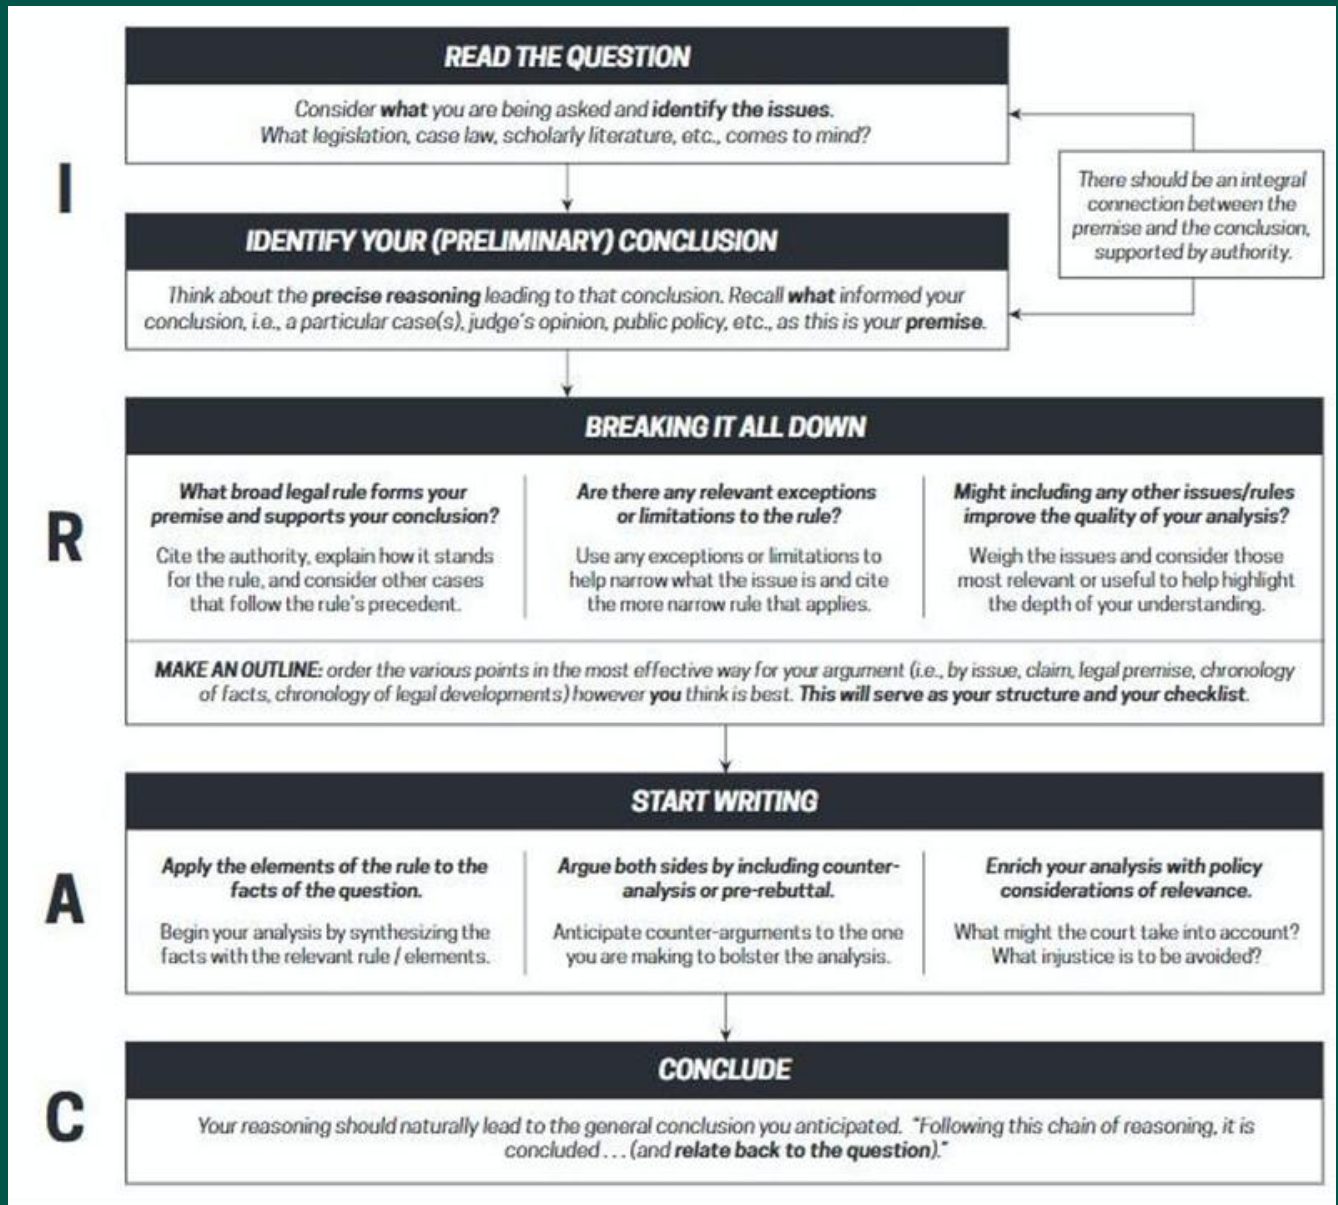 I
READ THE QUESTION
Consider what you are being asked and identify the issues.
What legislation, case law, scholarly literature, etc., comes to mind?
There should be an integral
connection between the
premise and the conclusion,
supported by authority.
IDENTIFY YOUR (PRELIMINARY) CONCLUSION
Think about the precise reasoning leading to that conclusion. Recall what informed your
conclusion, i.e., a particular case(s), judge's opinion, public policy, etc., as this is your premise.
R
BREAKING IT ALL DOWN
What broad legal rule forms your
premise and supports your conclusion?
Cite the authority, explain how it stands
for the rule, and consider other cases
that follow the rule's precedent.
Are there any relevant exceptions
or limitations to the rule?
Use any exceptions or limitations to
help narrow what the issue is and cite
the more narrow rule that applies.
Might including any other issues/rules
improve the quality of your analysis?
Weigh the issues and consider those
most relevant or useful to help highlight
the depth of your understanding.
MAKE AN OUTLINE: order the various points in the most effective way for your argument (i.e., by issue, claim, legal premise, chronology
of facts, chronology of legal developments) however you think is best. This will serve as your structure and your checklist.
A
START WRITING
Apply the elements of the rule to the
facts of the question.
Begin your analysis by synthesizing the
facts with the relevant rule / elements.
Argue both sides by including counter-
analysis or pre-rebuttal.
Anticipate counter-arguments to the one
you are making to bolster the analysis.
Enrich your analysis with policy
considerations of relevance.
What might the court take into account?
What injustice is to be avoided?
C
CONCLUDE
Your reasoning should naturally lead to the general conclusion you anticipated. "Following this chain of reasoning, it is
concluded . . . (and relate back to the question)."